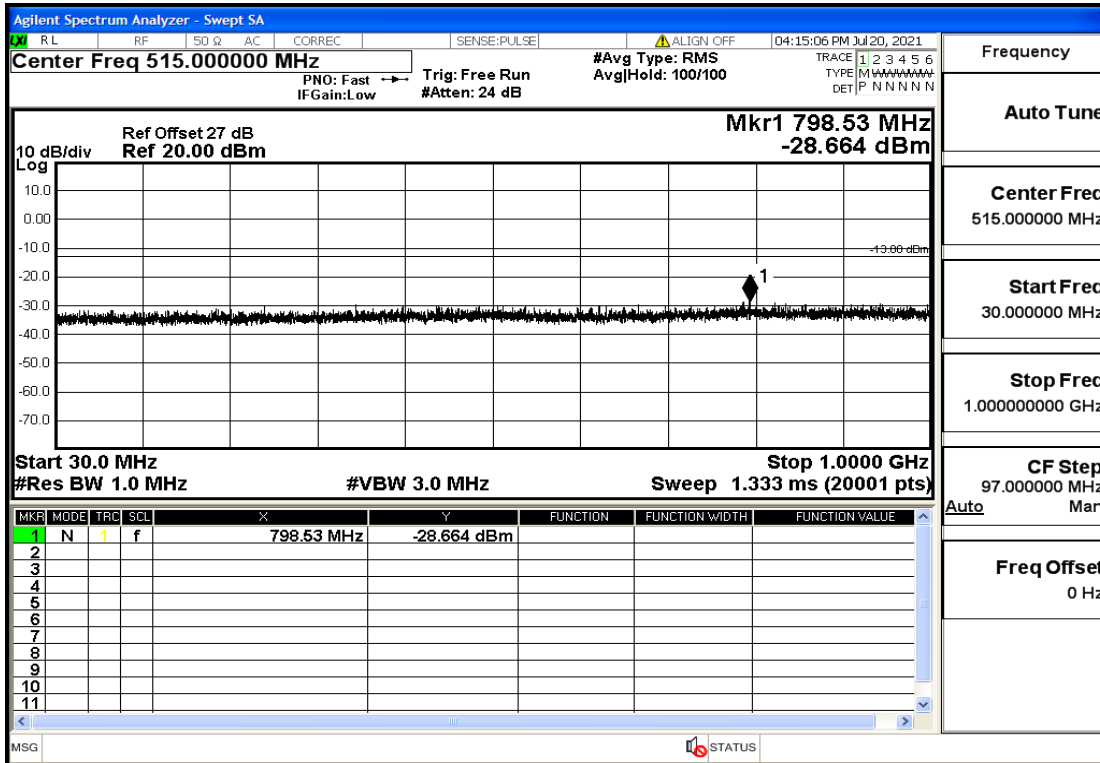 Agilent Spectrum Analyzer - Swept SA
LXI RL RF 50 Ω AC CORREC SENSE:PULSE ALIGN OFF 04:15:06 PM Jul 20, 2021
Center Freq 515.000000 MHz
PNO: Fast
IFGain:Low
Trig: Free Run
#Atten: 24 dB
#Avg Type: RMS
Avg|Hold: 100/100
TRACE 1 2 3 4 5 6
TYPE M
DET P N N N N N
Mkr1 798.53 MHz
-28.664 dBm
Ref Offset 27 dB
10 dB/div Ref 20.00 dBm
Log
10.0
0.00
-10.0
-20.0
-30.0
-40.0
-50.0
-60.0
-70.0
-13.00 dBm
1
Start 30.0 MHz Stop 1.0000 GHz
#Res BW 1.0 MHz #VBW 3.0 MHz Sweep 1.333 ms (20001 pts)
MKR MODE TRC SCL X Y FUNCTION FUNCTION WIDTH FUNCTION VALUE
1 N 1 f 798.53 MHz -28.664 dBm
2
3
4
5
6
7
8
9
10
11
MSG STATUS
Frequency
Auto Tune
Center Freq
515.000000 MHz
Start Freq
30.000000 MHz
Stop Freq
1.000000000 GHz
CF Step
97.000000 MHz
Auto Man
Freq Offset
0 Hz